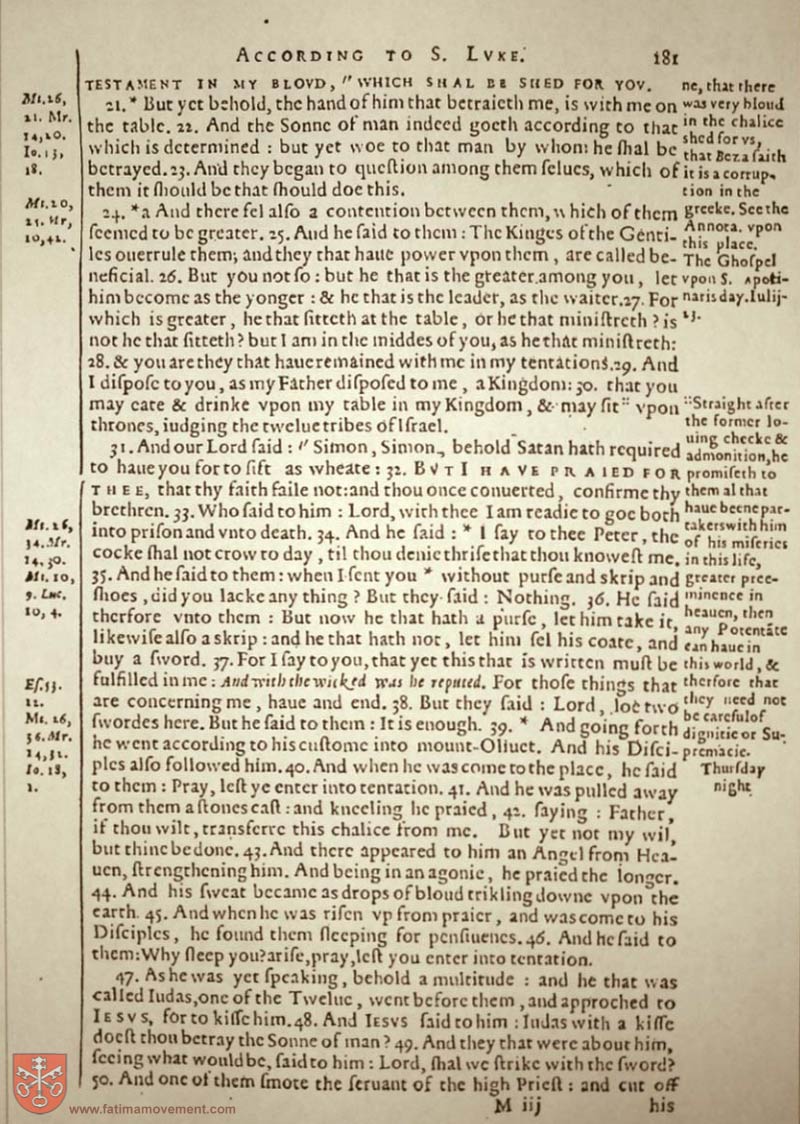 ACCORDING TO S. LVKE. 181
TESTAMENT IN MY BLOVD, " WHICH SHAL BE SHED FOR YOV.
21. * But yet behold, the hand of him that betraieth me, is with me on
the table. 22. And the Sonne of man indeed goeth according to that
which is determined : but yet woe to that man by whom he ſhal be
betrayed. 23. And they began to queſtion among them ſelues, which of
them it ſhould be that ſhould doe this.
24. *a And there fel alſo a contention between them, which of them
ſeemed to be greater. 25. And he ſaid to them : The Kinges of the Genti-
les ouerrule them; and they that haue power vpon them, are called be-
neficial. 26. But you not ſo : but he that is the greater among you, let
him become as the yonger : & he that is the leader, as the waiter. 27. For
which is greater, he that ſitteth at the table, or he that miniſtreth ? is
not he that ſitteth ? but I am in the middes of you, as he that miniſtreth:
28. & you are they that haue remained with me in my tentations. 29. And
I diſpoſe to you, as my Father diſpoſed to me, a Kingdom: 30. that you
may eate & drinke vpon my table in my Kingdom, & may ſit :: vpon
thrones, iudging the twelue tribes of Iſrael.
31. And our Lord ſaid : " Simon, Simon, behold Satan hath required
to haue you for to ſift as wheate : 32. BVT I HAVE PRAIED FOR
THEE, that thy faith faile not: and thou once conuerted, confirme thy
brethren. 33. Who ſaid to him : Lord, with thee I am readie to goe both
into priſon and vnto death. 34. And he ſaid : * I ſay to thee Peter, the
cocke ſhal not crow to day, til thou denie thriſe that thou knoweſt me.
35. And he ſaid to them: when I ſent you * without purſe and skrip and
ſhoes, did you lacke any thing ? But they ſaid : Nothing. 36. He ſaid
therfore vnto them : But now he that hath a purſe, let him take it,
likewiſe alſo a skrip : and he that hath not, let him ſel his coate, and
buy a ſword. 37. For I ſay to you, that yet this that is written muſt be
fulfilled in me : And with the wicked was he reputed. For thoſe things that
are concerning me, haue and end. 38. But they ſaid : Lord, loe two
ſwordes here. But he ſaid to them : It is enough. 39. * And going forth
he went according to his cuſtome into mount-Oliuet. And his Diſci-
ples alſo followed him. 40. And when he was come to the place, he ſaid
to them : Pray, leſt ye enter into tentation. 41. And he was pulled away
from them a ſtones caſt : and kneeling he praied, 42. ſaying : Father,
if thou wilt, tranſferre this chalice from me. But yet not my wil,
but thine be done. 43. And there appeared to him an Angel from Hea-
uen, ſtrengthening him. And being in an agonie, he praied the longer.
44. And his ſweat became as drops of bloud trikling downe vpon the
earth. 45. And when he was riſen vp from praier, and was come to his
Diſciples, he found them ſleeping for penſiuenes. 46. And he ſaid to
them: Why ſleep you? ariſe, pray, leſt you enter into tentation.
47. As he was yet ſpeaking, behold a multitude : and he that was
called Iudas, one of the Twelue, went before them, and approched to
IESVS, for to kiſſe him. 48. And IESVS ſaid to him : Iudas with a kiſſe
doeſt thou betray the Sonne of man ? 49. And they that were about him,
ſeeing what would be, ſaid to him : Lord, ſhal we ſtrike with the ſword?
50. And one of them ſmote the ſeruant of the high Prieſt : and cut off
M iij his
Mt. 26,
21. Mr.
14, 20.
Io. 13,
18.
Mt. 20,
25. Mr,
10, 42.
Mt. 26,
34. Mr.
14, 30.
Mt. 10,
9. Luc.
10, 4.
Eſ. 53.
12.
Mt. 26,
36. Mr.
14, 32.
Io. 18,
1.
ne, that there
was very bloud
in the chalice
shed for vs,
that Beza ſaith
it is a corrup-
tion in the
greeke. See the
Annota. vpon
this place.
The Ghoſpel
vpon S. Apoli-
naris day. Iulij
23.
:: Straight after
the former lo-
uing checke &
admonition, he
promiſeth to
them al that
haue beene par-
takers with him
of his miſeries
in this life,
greater pree-
minence in
heauen, then
any Potentate
can haue in
this world, &
therfore that
they need not
be careful of
dignitie or Su-
premacie.
Thurſday
night.
www.fatimamovement.com